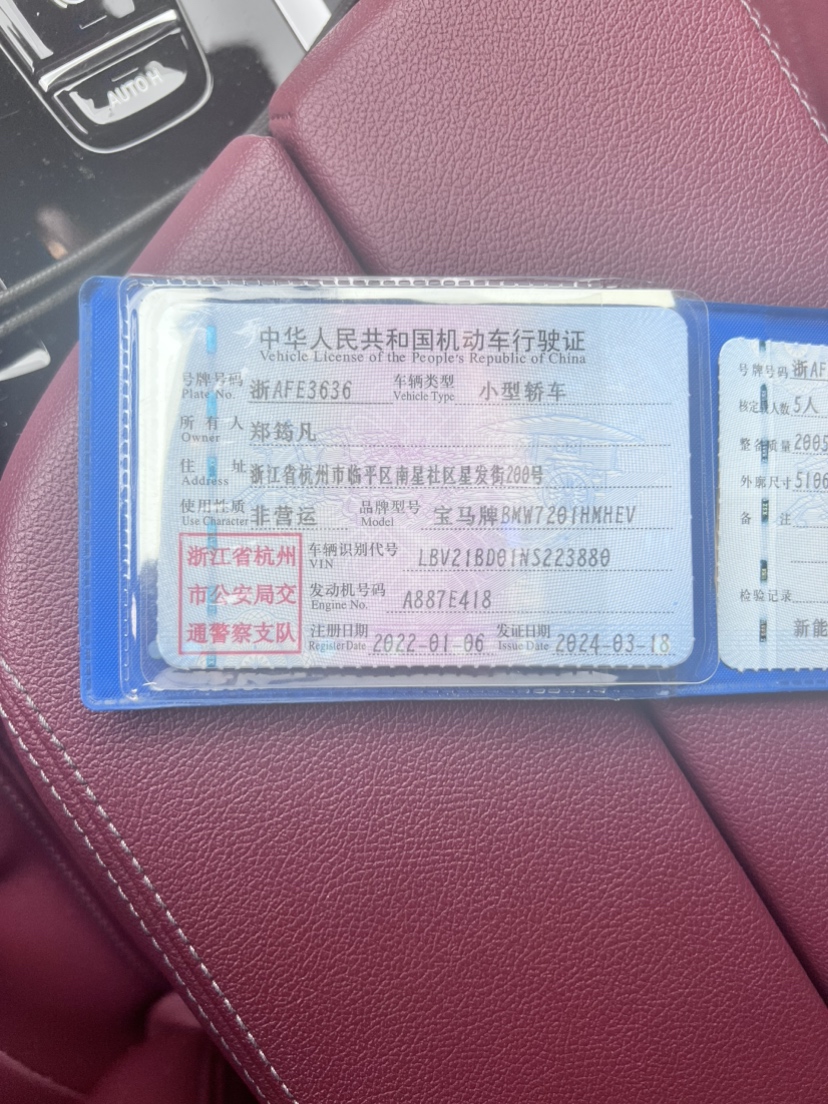 AUTO H
中华人民共和国机动车行驶证
Vehicle License of the People's Republic of China
号牌号码 Plate No. 浙AFE3636 车辆类型 Vehicle Type 小型轿车
所有人 Owner 郑筠凡
住址 Address 浙江省杭州市临平区南星社区星发街200号
使用性质 Use Character 非营运 品牌型号 Model 宝马牌BMW7201HMHEV
浙江省杭州
市公安局交
通警察支队
车辆识别代号 VIN LBV21BD01NS223880
发动机号码 Engine No. A887E418
注册日期 Register Date 2022-01-06 发证日期 Issue Date 2024-03-18
号牌号码 浙AF
核定载人数 5人
整备质量 2005
外廓尺寸 5106
备注
检验记录
新能